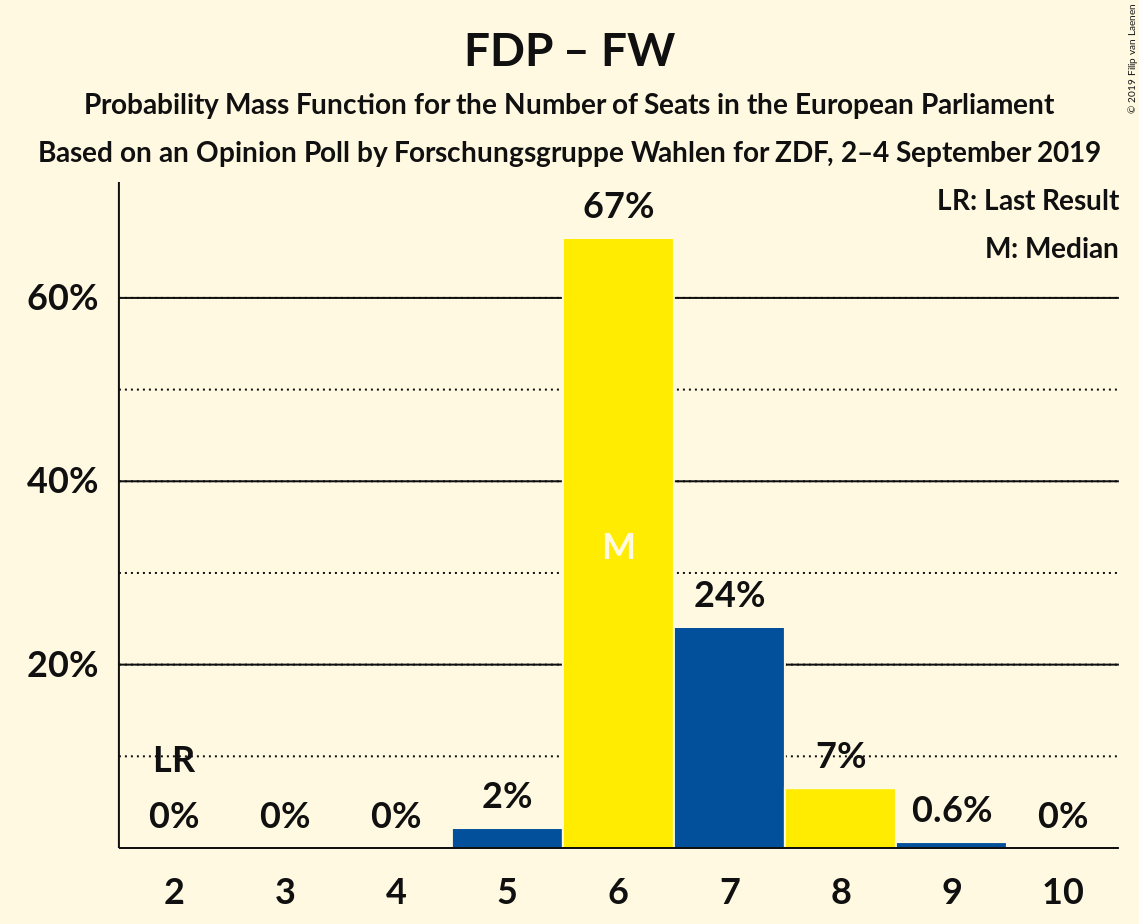 FDP – FW
Probability Mass Function for the Number of Seats in the European Parliament
Based on an Opinion Poll by Forschungsgruppe Wahlen for ZDF, 2–4 September 2019
© 2019 Filip van Laenen
LR: Last Result
M: Median
67%
60%
40%
M
24%
20%
LR
7%
2%
0.6%
0% 0% 0% 0%
2 3 4 5 6 7 8 9 10